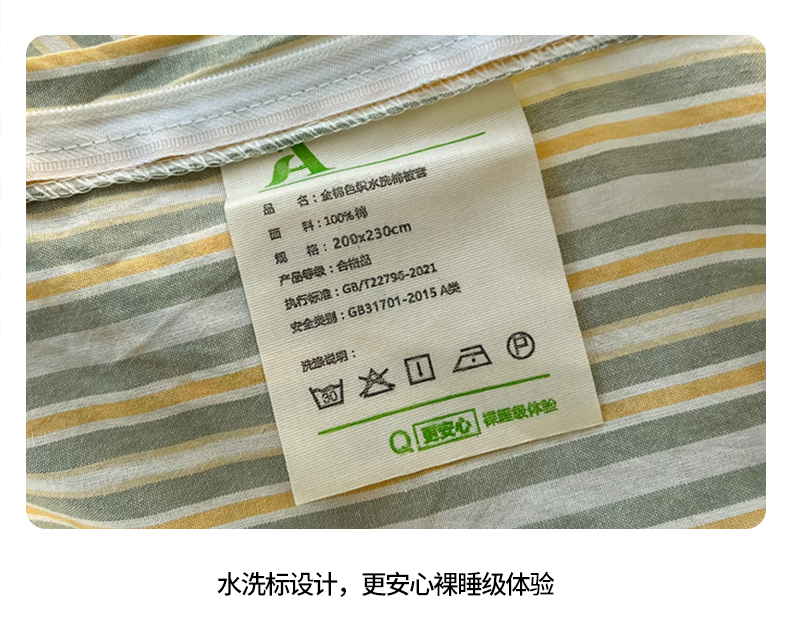 A
品 名：全棉色织水洗棉被套
面 料：100%棉
规 格：200x230cm
产品等级：合格品
执行标准：GB/T22796-2021
安全类别：GB31701-2015 A类
洗涤说明：
30 P
Q 更安心 裸睡级体验
水洗标设计，更安心裸睡级体验